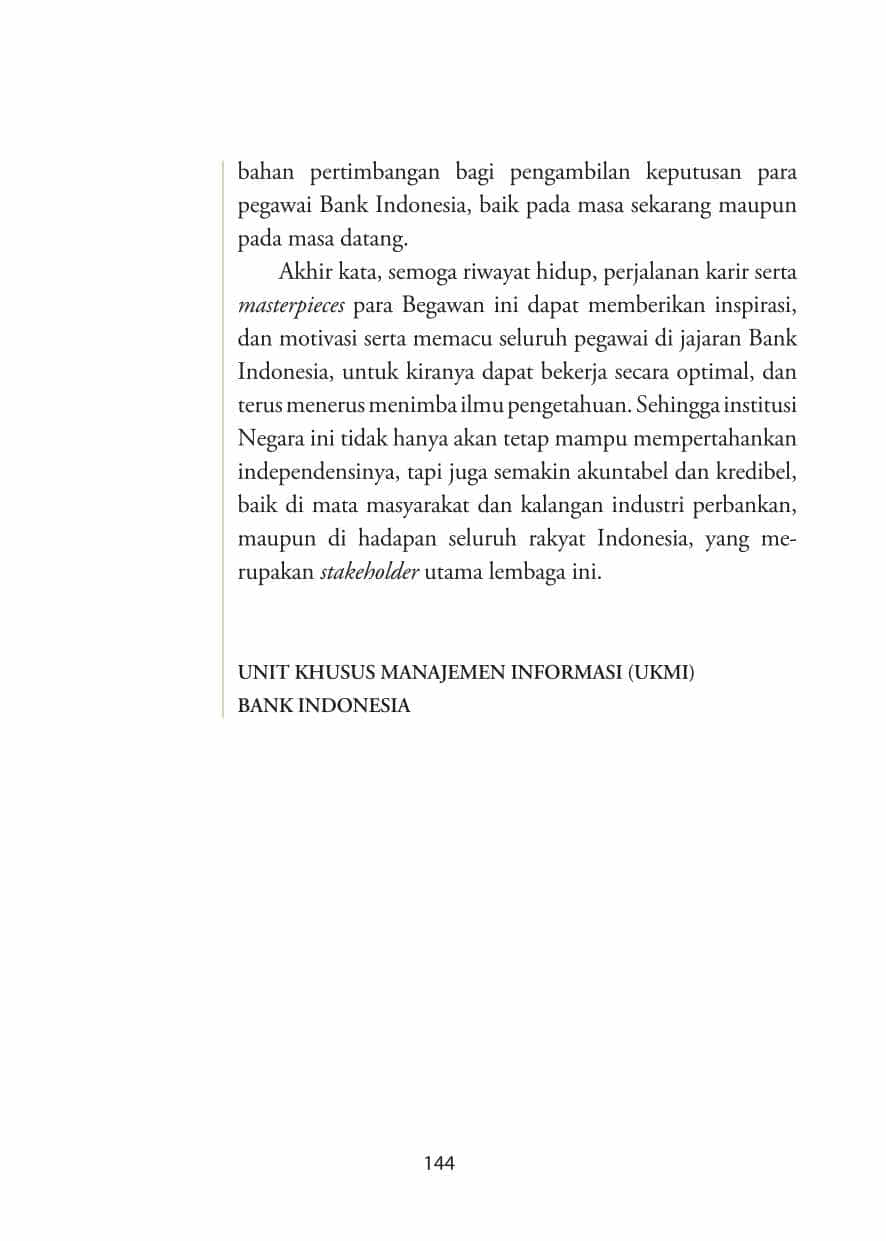 bahan pertimbangan bagi pengambilan keputusan para
pegawai Bank Indonesia, baik pada masa sekarang maupun
pada masa datang.
Akhir kata, semoga riwayat hidup, perjalanan karir serta
masterpieces para Begawan ini dapat memberikan inspirasi,
dan motivasi serta memacu seluruh pegawai di jajaran Bank
Indonesia, untuk kiranya dapat bekerja secara optimal, dan
terus menerus menimba ilmu pengetahuan. Sehingga institusi
Negara ini tidak hanya akan tetap mampu mempertahankan
independensinya, tapi juga semakin akuntabel dan kredibel,
baik di mata masyarakat dan kalangan industri perbankan,
maupun di hadapan seluruh rakyat Indonesia, yang me-
rupakan stakeholder utama lembaga ini.
UNIT KHUSUS MANAJEMEN INFORMASI (UKMI)
BANK INDONESIA
144